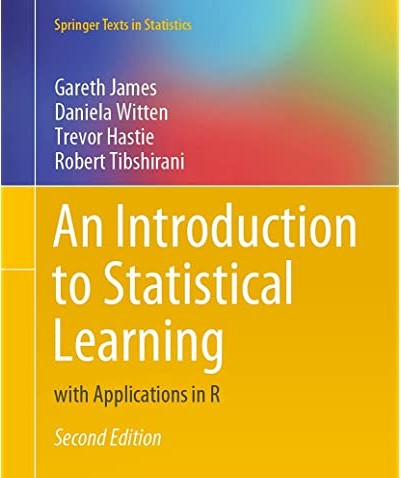 Springer Texts in Statistics
Gareth James
Daniela Witten
Trevor Hastie
Robert Tibshirani
An Introduction
to Statistical
Learning
with Applications in R
Second Edition